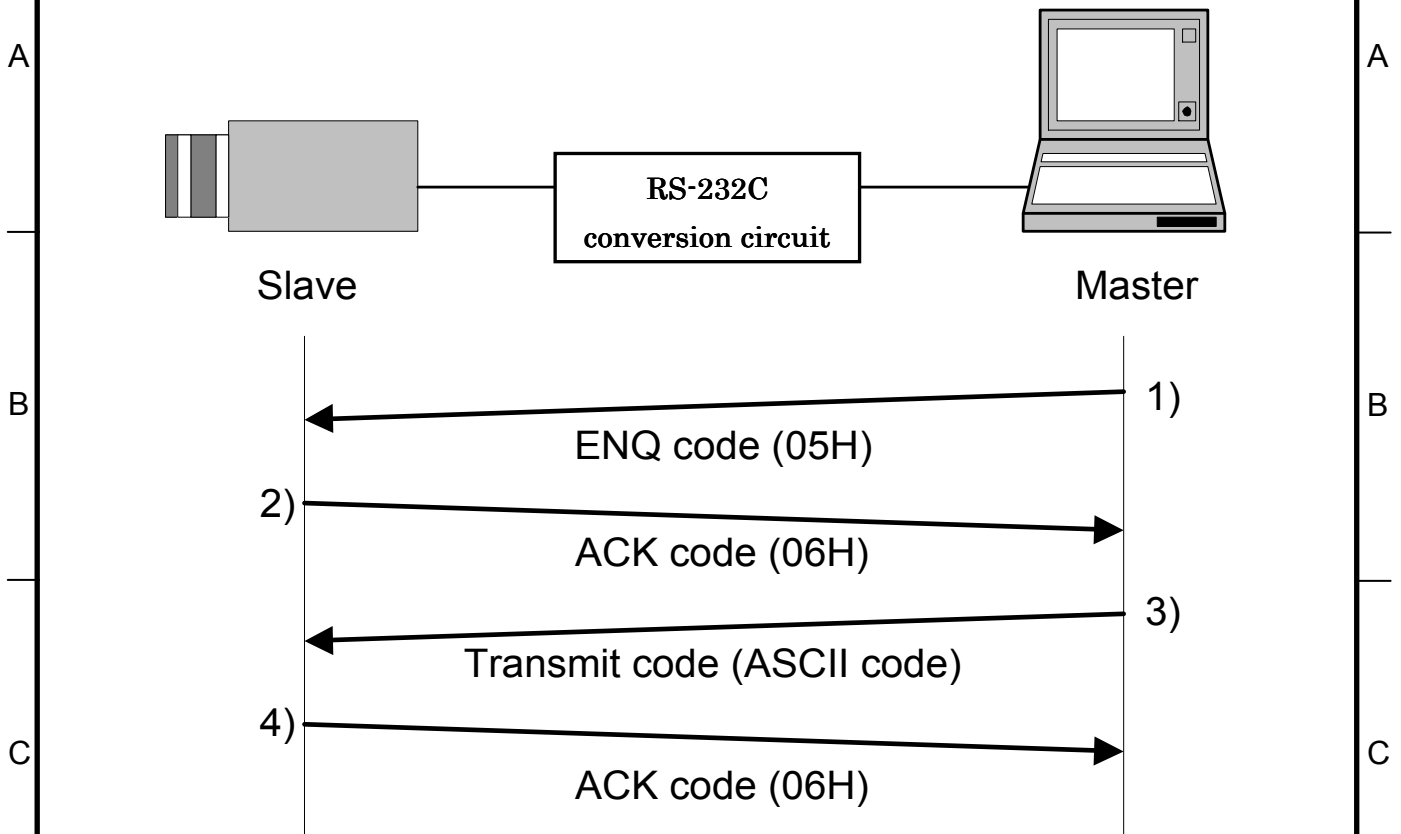 A
A
RS-232C
conversion circuit
Slave
Master
B
1)
B
ENQ code (05H)
2)
ACK code (06H)
3)
Transmit code (ASCII code)
4)
C
C
ACK code (06H)